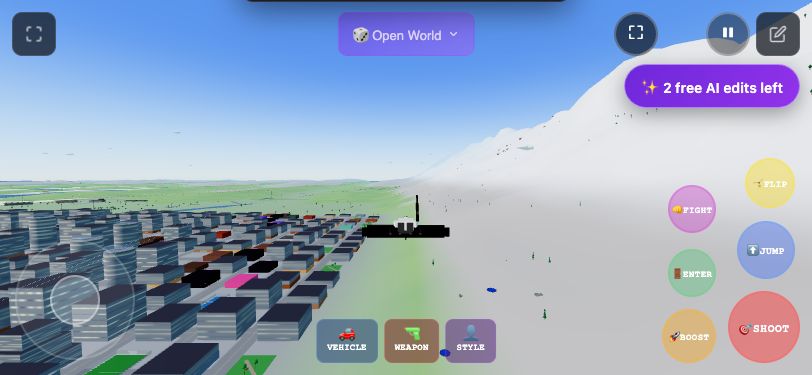 Open World
2 free AI edits left
FLIP
FIGHT
JUMP
ENTER
SHOOT
BOOST
VEHICLE
WEAPON
STYLE